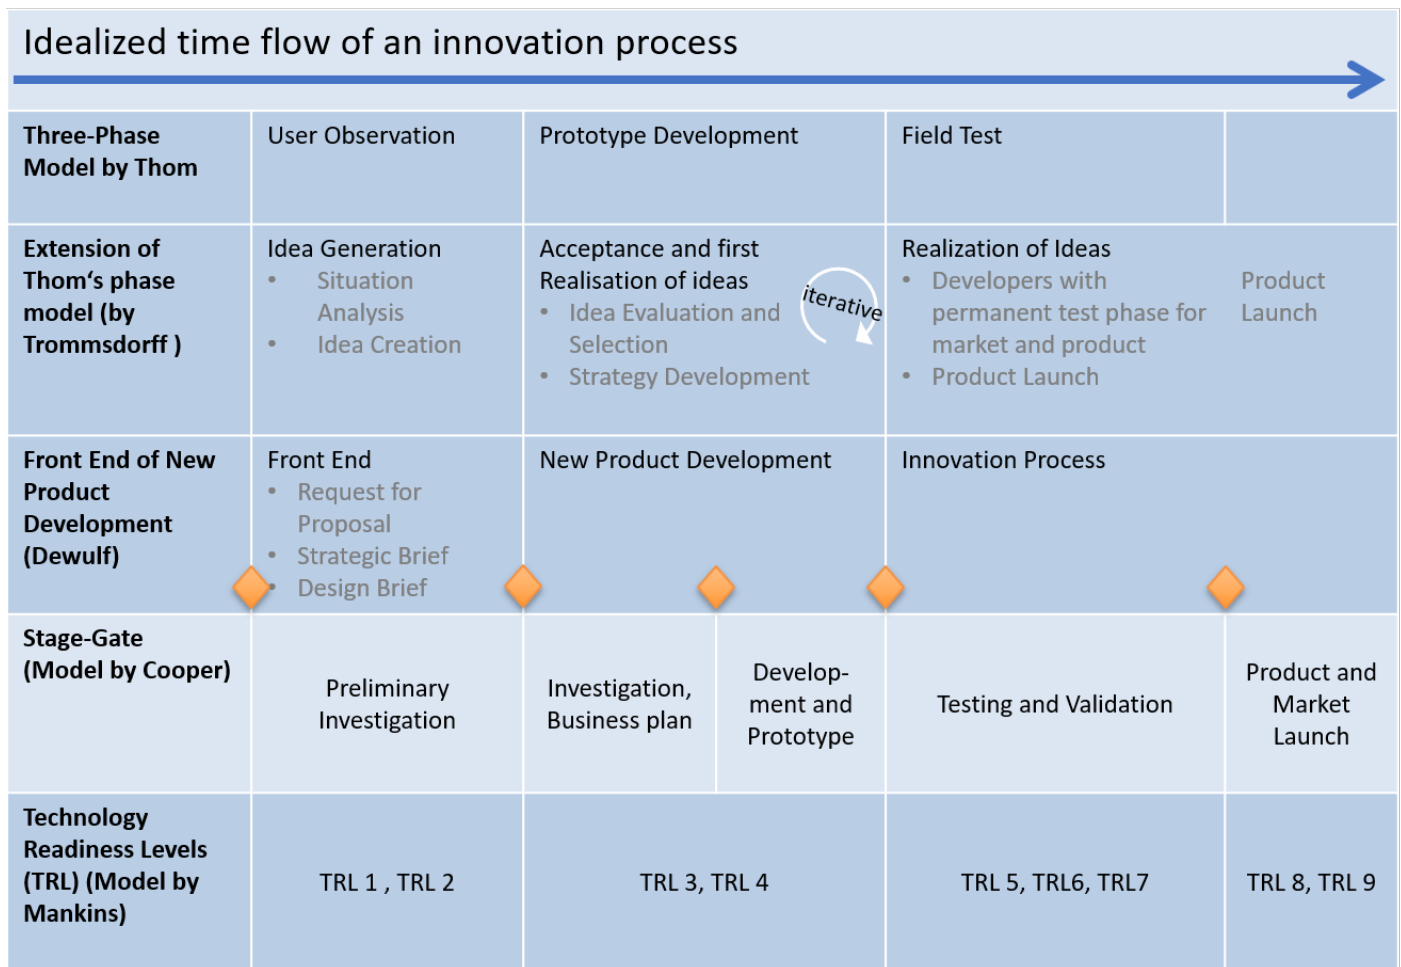 Idealized time flow of an innovation process
Three-Phase
Model by Thom
User Observation
Prototype Development
Field Test
Extension of
Thom‘s phase
model (by
Trommsdorff )
Idea Generation
• Situation
Analysis
• Idea Creation
Acceptance and first
Realisation of ideas
• Idea Evaluation and
Selection
• Strategy Development
iterative
Realization of Ideas
• Developers with
permanent test phase for
market and product
• Product Launch
Product
Launch
Front End of New
Product
Development
(Dewulf)
Front End
• Request for
Proposal
• Strategic Brief
• Design Brief
New Product Development
Innovation Process
Stage-Gate
(Model by Cooper)
Preliminary
Investigation
Investigation,
Business plan
Develop-
ment and
Prototype
Testing and Validation
Product and
Market
Launch
Technology
Readiness Levels
(TRL) (Model by
Mankins)
TRL 1 , TRL 2
TRL 3, TRL 4
TRL 5, TRL6, TRL7
TRL 8, TRL 9